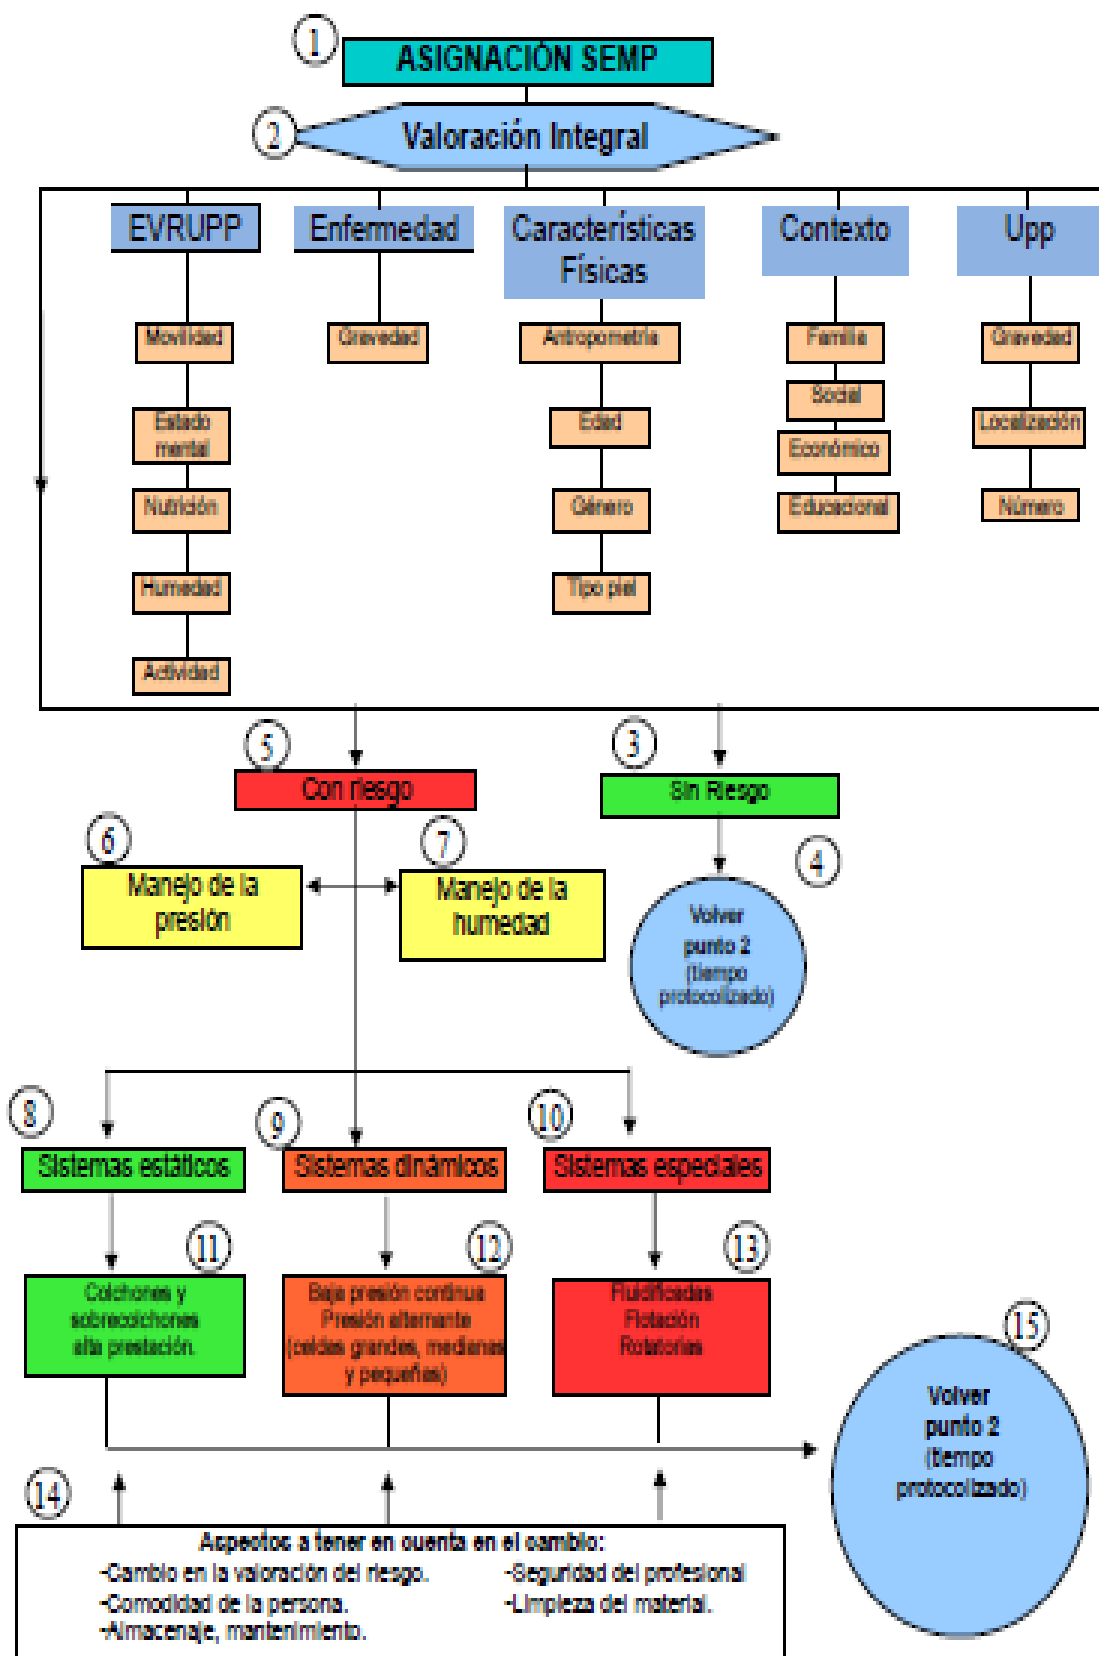 1
ASIGNACIÓN SEMP
2
Valoración Integral
EVRUPP
Enfermedad
Características
Físicas
Contexto
Upp
Movilidad
Estado
mental
Nutrición
Humedad
Actividad
Gravedad
Antropometría
Edad
Género
Tipo piel
Familia
Social
Económico
Educacional
Gravedad
Localización
Número
5
Con riesgo
3
Sin Riesgo
6
Manejo de la
presión
7
Manejo de la
humedad
4
Volver
punto 2
(tiempo
protocolizado)
8
Sistemas estáticos
9
Sistemas dinámicos
10
Sistemas especiales
11
Colchones y
sobrecolchones
alta prestación.
12
Baja presión continua
Presión alternante
(celdas grandes, medianas
y pequeñas)
13
Fluidificadas
Flotación
Rotatorias
15
Volver
punto 2
(tiempo
protocolizado)
14
Aspectos a tener en cuenta en el cambio:
-Cambio en la valoración del riesgo.
-Comodidad de la persona.
-Almacenaje, mantenimiento.
-Seguridad del profesional
-Limpieza del material.